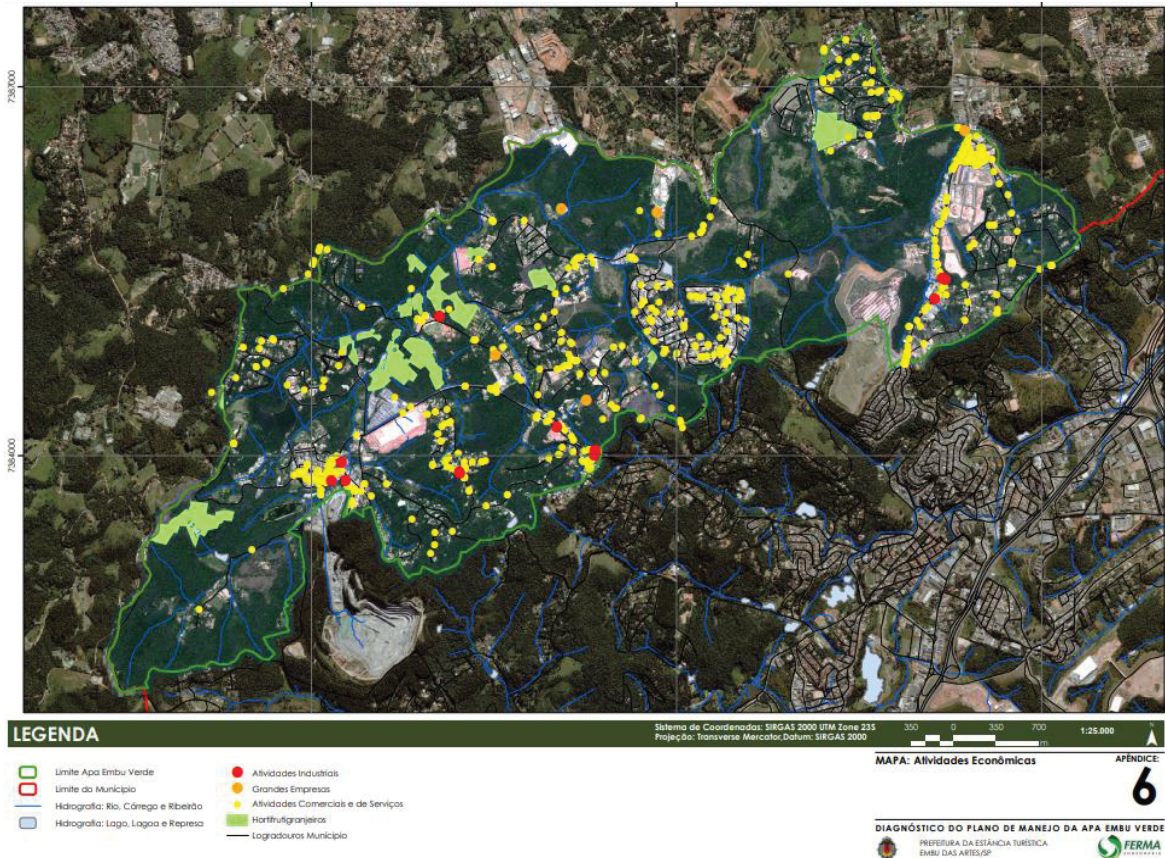 7387000
7384000
LEGENDA
Sistema de Coordenadas: SIRGAS 2000 UTM Zone 23S
Projeção: Transverse Mercator,Datum: SIRGAS 2000
350 0 350 700
m
1:25.000
N
Limite Apa Embu Verde
Limite do Município
Hidrografia: Rio, Córrego e Ribeirão
Hidrografia: Lago, Lagoa e Represa
Atividades Industriais
Grandes Empresas
Atividades Comerciais e de Serviços
Hortifrutigranjeiros
Logradouros Município
MAPA: Atividades Econômicas
APÊNDICE:
6
DIAGNÓSTICO DO PLANO DE MANEJO DA APA EMBU VERDE
PREFEITURA DA ESTÂNCIA TURÍSTICA
EMBU DAS ARTES/SP
FERMA